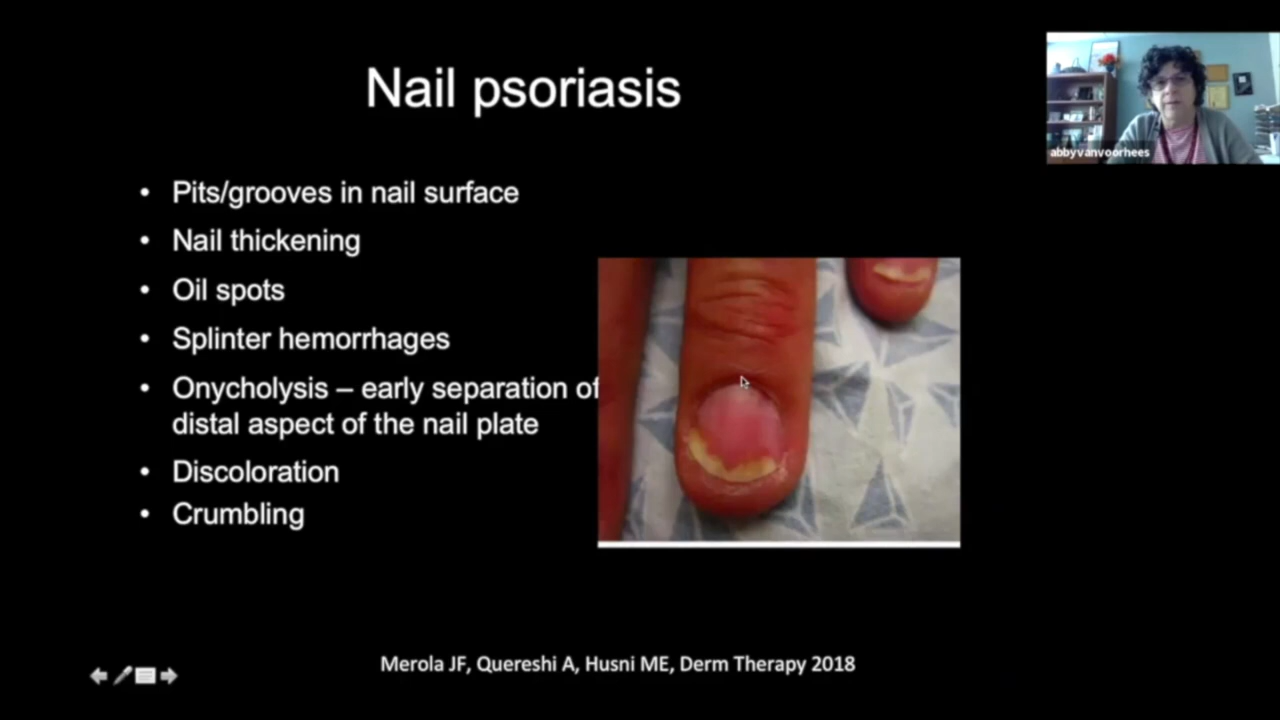 Nail psoriasis
abbyvanvoorhees
• Pits/grooves in nail surface
• Nail thickening
• Oil spots
• Splinter hemorrhages
• Onycholysis – early separation of
distal aspect of the nail plate
• Discoloration
• Crumbling
Merola JF, Quereshi A, Husni ME, Derm Therapy 2018